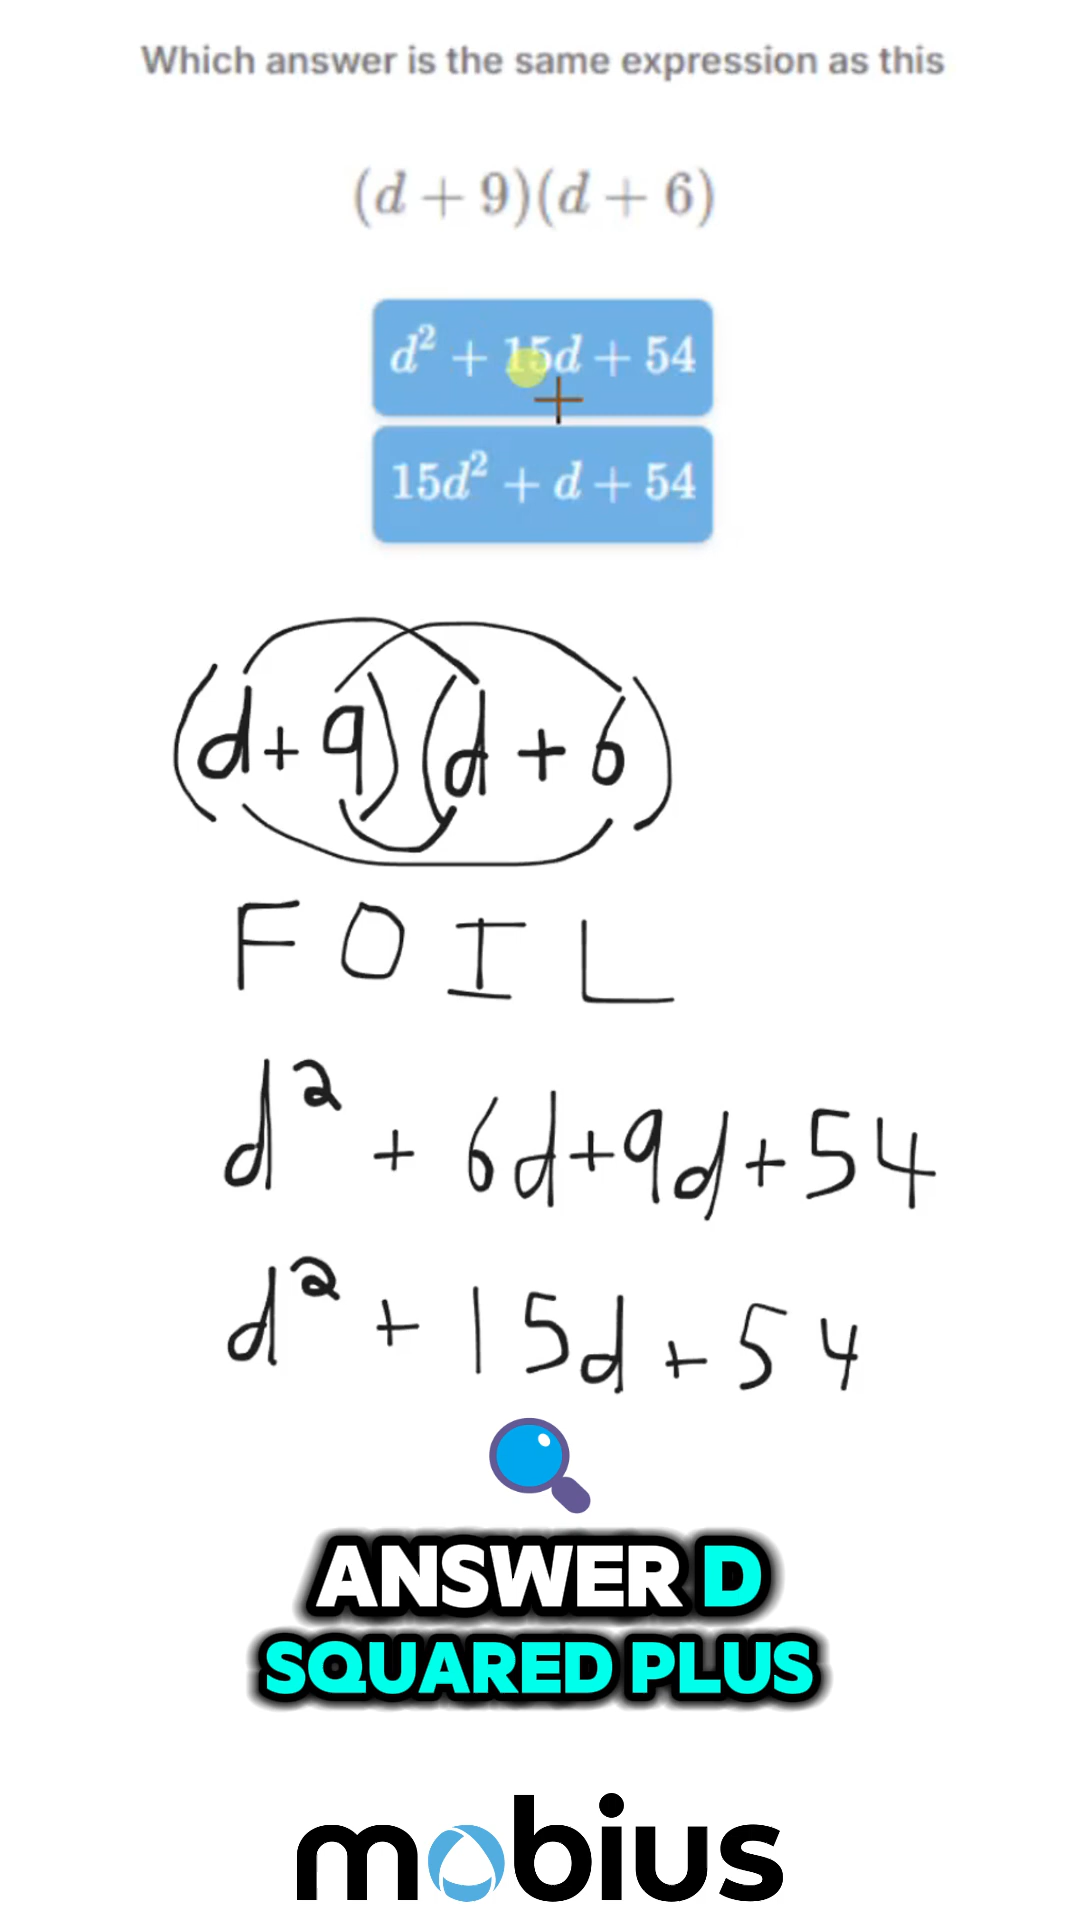 Which answer is the same expression as this
(d + 9)(d + 6)
d² + 15d + 54
15d² + d + 54
(d + 9)(d + 6)
F O I L
d² + 6d + 9d + 54
d² + 15d + 54
ANSWER D
SQUARED PLUS
mobius